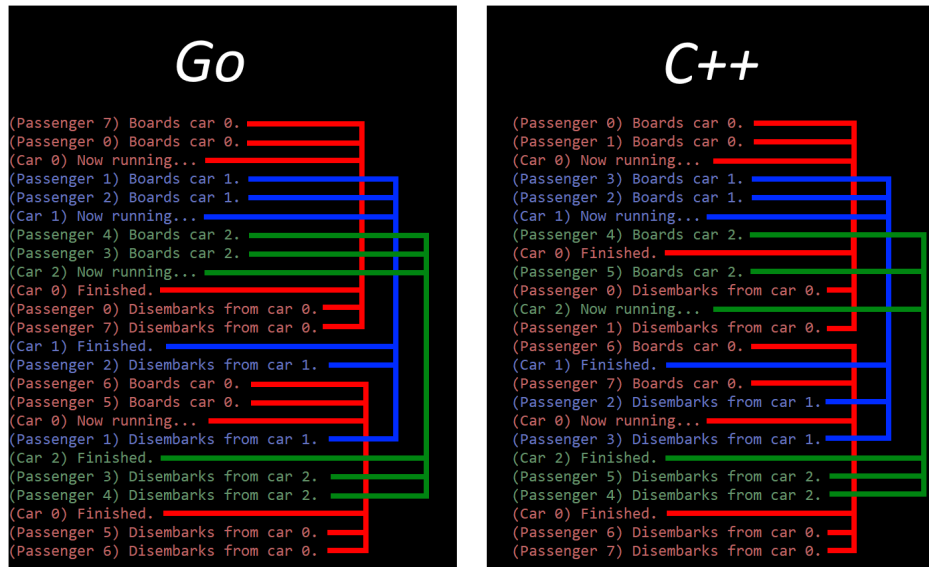 Go
(Passenger 7) Boards car 0.
(Passenger 0) Boards car 0.
(Car 0) Now running...
(Passenger 1) Boards car 1.
(Passenger 2) Boards car 1.
(Car 1) Now running...
(Passenger 4) Boards car 2.
(Passenger 3) Boards car 2.
(Car 2) Now running...
(Car 0) Finished.
(Passenger 0) Disembarks from car 0.
(Passenger 7) Disembarks from car 0.
(Car 1) Finished.
(Passenger 2) Disembarks from car 1.
(Passenger 6) Boards car 0.
(Passenger 5) Boards car 0.
(Car 0) Now running...
(Passenger 1) Disembarks from car 1.
(Car 2) Finished.
(Passenger 3) Disembarks from car 2.
(Passenger 4) Disembarks from car 2.
(Car 0) Finished.
(Passenger 5) Disembarks from car 0.
(Passenger 6) Disembarks from car 0.
C++
(Passenger 0) Boards car 0.
(Passenger 1) Boards car 0.
(Car 0) Now running...
(Passenger 3) Boards car 1.
(Passenger 2) Boards car 1.
(Car 1) Now running...
(Passenger 4) Boards car 2.
(Car 0) Finished.
(Passenger 5) Boards car 2.
(Passenger 0) Disembarks from car 0.
(Car 2) Now running...
(Passenger 1) Disembarks from car 0.
(Passenger 6) Boards car 0.
(Car 1) Finished.
(Passenger 7) Boards car 0.
(Passenger 2) Disembarks from car 1.
(Car 0) Now running...
(Passenger 3) Disembarks from car 1.
(Car 2) Finished.
(Passenger 5) Disembarks from car 2.
(Passenger 4) Disembarks from car 2.
(Car 0) Finished.
(Passenger 6) Disembarks from car 0.
(Passenger 7) Disembarks from car 0.